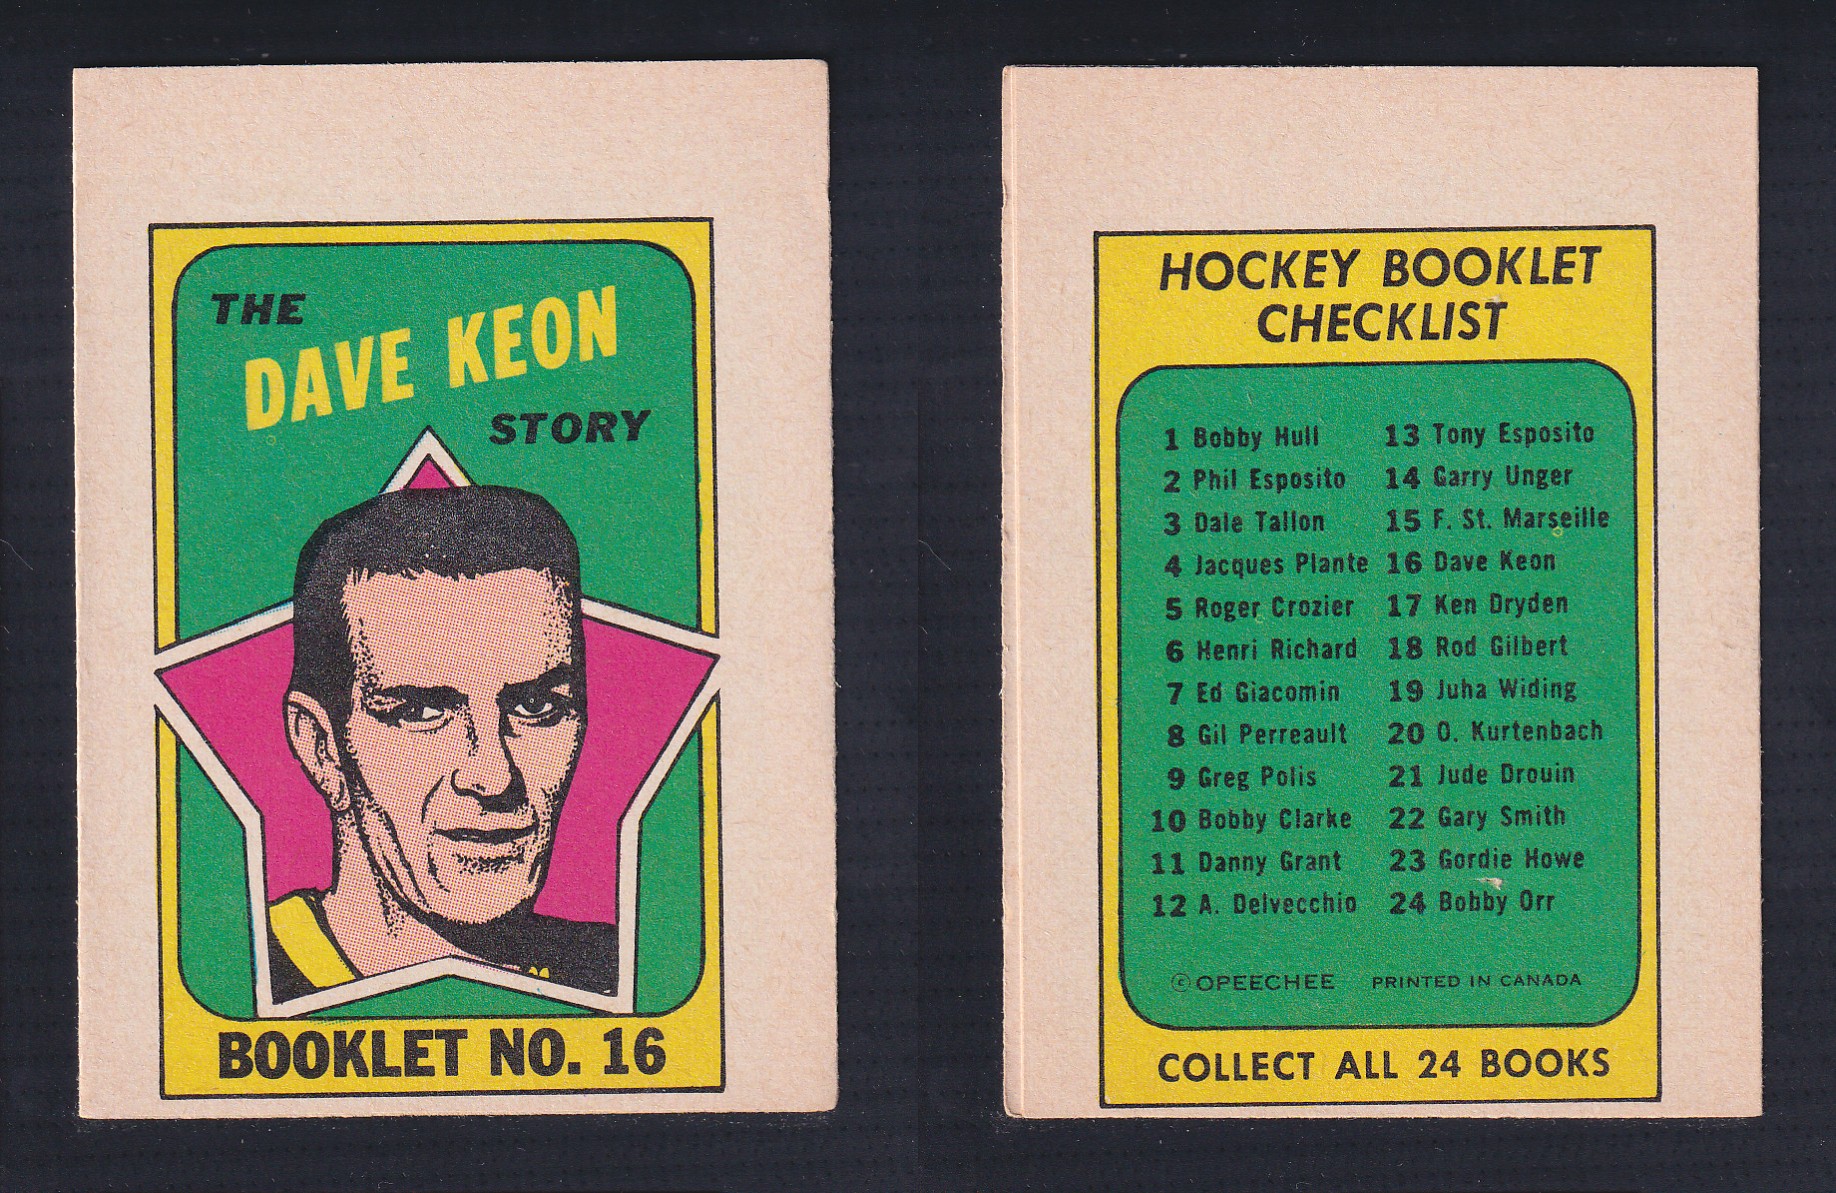 THE
DAVE KEON
STORY
BOOKLET NO. 16
HOCKEY BOOKLET
CHECKLIST
1 Bobby Hull
2 Phil Esposito
3 Dale Tallon
4 Jacques Plante
5 Roger Crozier
6 Henri Richard
7 Ed Giacomin
8 Gil Perreault
9 Greg Polis
10 Bobby Clarke
11 Danny Grant
12 A. Delvecchio
13 Tony Esposito
14 Garry Unger
15 F. St. Marseille
16 Dave Keon
17 Ken Dryden
18 Rod Gilbert
19 Juha Widing
20 O. Kurtenbach
21 Jude Drouin
22 Gary Smith
23 Gordie Howe
24 Bobby Orr
© OPEECHEE PRINTED IN CANADA
COLLECT ALL 24 BOOKS